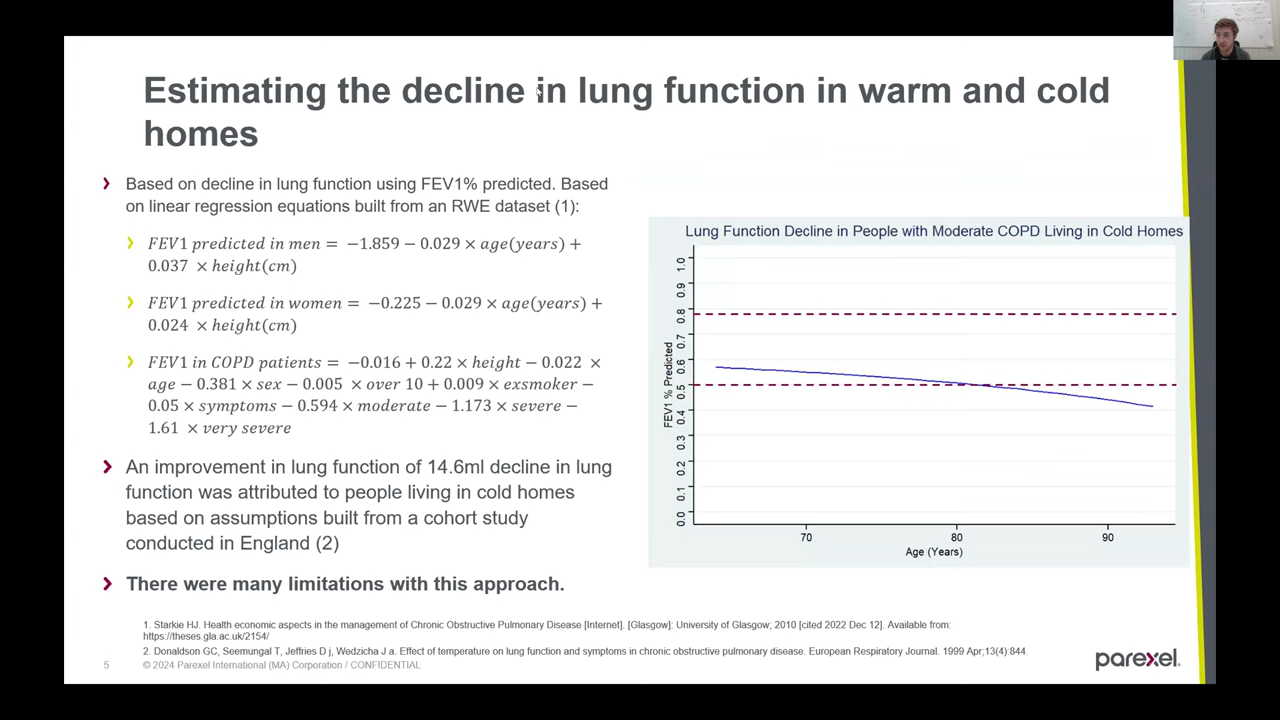 Estimating the decline in lung function in warm and cold
homes
Based on decline in lung function using FEV1% predicted. Based
on linear regression equations built from an RWE dataset (1):
FEV1 predicted in men = −1.859 − 0.029 × age(years) +
0.037 × height(cm)
FEV1 predicted in women = −0.225 − 0.029 × age(years) +
0.024 × height(cm)
FEV1 in COPD patients = −0.016 + 0.22 × height − 0.022 ×
age − 0.381 × sex − 0.005 × over 10 + 0.009 × exsmoker −
0.05 × symptoms − 0.594 × moderate − 1.173 × severe −
1.61 × very severe
An improvement in lung function of 14.6ml decline in lung
function was attributed to people living in cold homes
based on assumptions built from a cohort study
conducted in England (2)
There were many limitations with this approach.
Lung Function Decline in People with Moderate COPD Living in Cold Homes
FEV1 % Predicted
1.0
0.9
0.8
0.7
0.6
0.5
0.4
0.3
0.2
0.1
0.0
70 80 90
Age (Years)
1. Starkie HJ. Health economic aspects in the management of Chronic Obstructive Pulmonary Disease [Internet]. [Glasgow]: University of Glasgow; 2010 [cited 2022 Dec 12]. Available from:
https://theses.gla.ac.uk/2154/
2. Donaldson GC, Seemungal T, Jeffries D j, Wedzicha J a. Effect of temperature on lung function and symptoms in chronic obstructive pulmonary disease. European Respiratory Journal. 1999 Apr;13(4):844.
5 © 2024 Parexel International (MA) Corporation / CONFIDENTIAL
parexel.